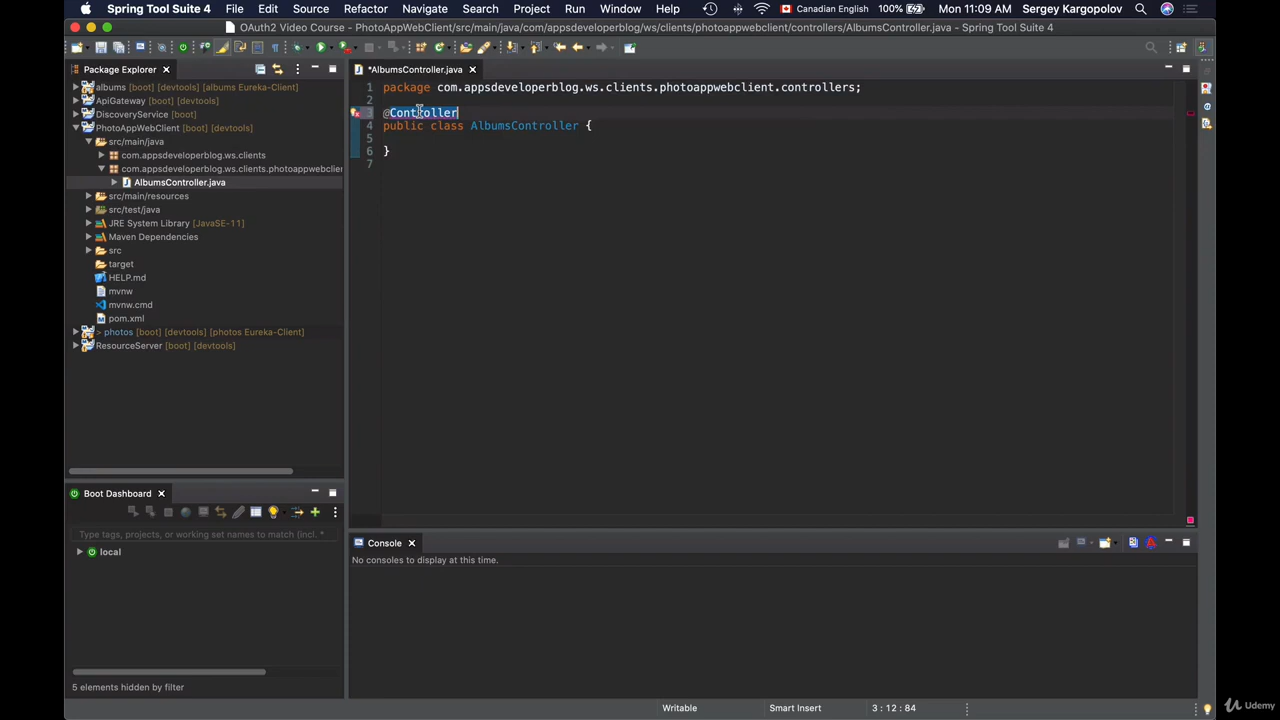 Spring Tool Suite 4 File Edit Source Refactor Navigate Search Project Run Window Help Canadian English 100% Mon 11:09 AM Sergey Kargopolov
OAuth2 Video Course - PhotoAppWebClient/src/main/java/com/appsdeveloperblog/ws/clients/photoappwebclient/controllers/AlbumsController.java - Spring Tool Suite 4
Package Explorer
albums [boot] [devtools] [albums Eureka-Client]
ApiGateway [boot] [devtools]
DiscoveryService [boot] [devtools]
PhotoAppWebClient [boot] [devtools]
src/main/java
com.appsdeveloperblog.ws.clients
com.appsdeveloperblog.ws.clients.photoappwebclier
AlbumsController.java
src/main/resources
src/test/java
JRE System Library [JavaSE-11]
Maven Dependencies
src
target
HELP.md
mvnw
mvnw.cmd
pom.xml
> photos [boot] [devtools] [photos Eureka-Client]
ResourceServer [boot] [devtools]
*AlbumsController.java
1 package com.appsdeveloperblog.ws.clients.photoappwebclient.controllers;
2
3 @Controller
4 public class AlbumsController {
5
6 }
7
Boot Dashboard
Type tags, projects, or working set names to match (incl. *
local
5 elements hidden by filter
Console
No consoles to display at this time.
Writable Smart Insert 3 : 12 : 84
Udemy